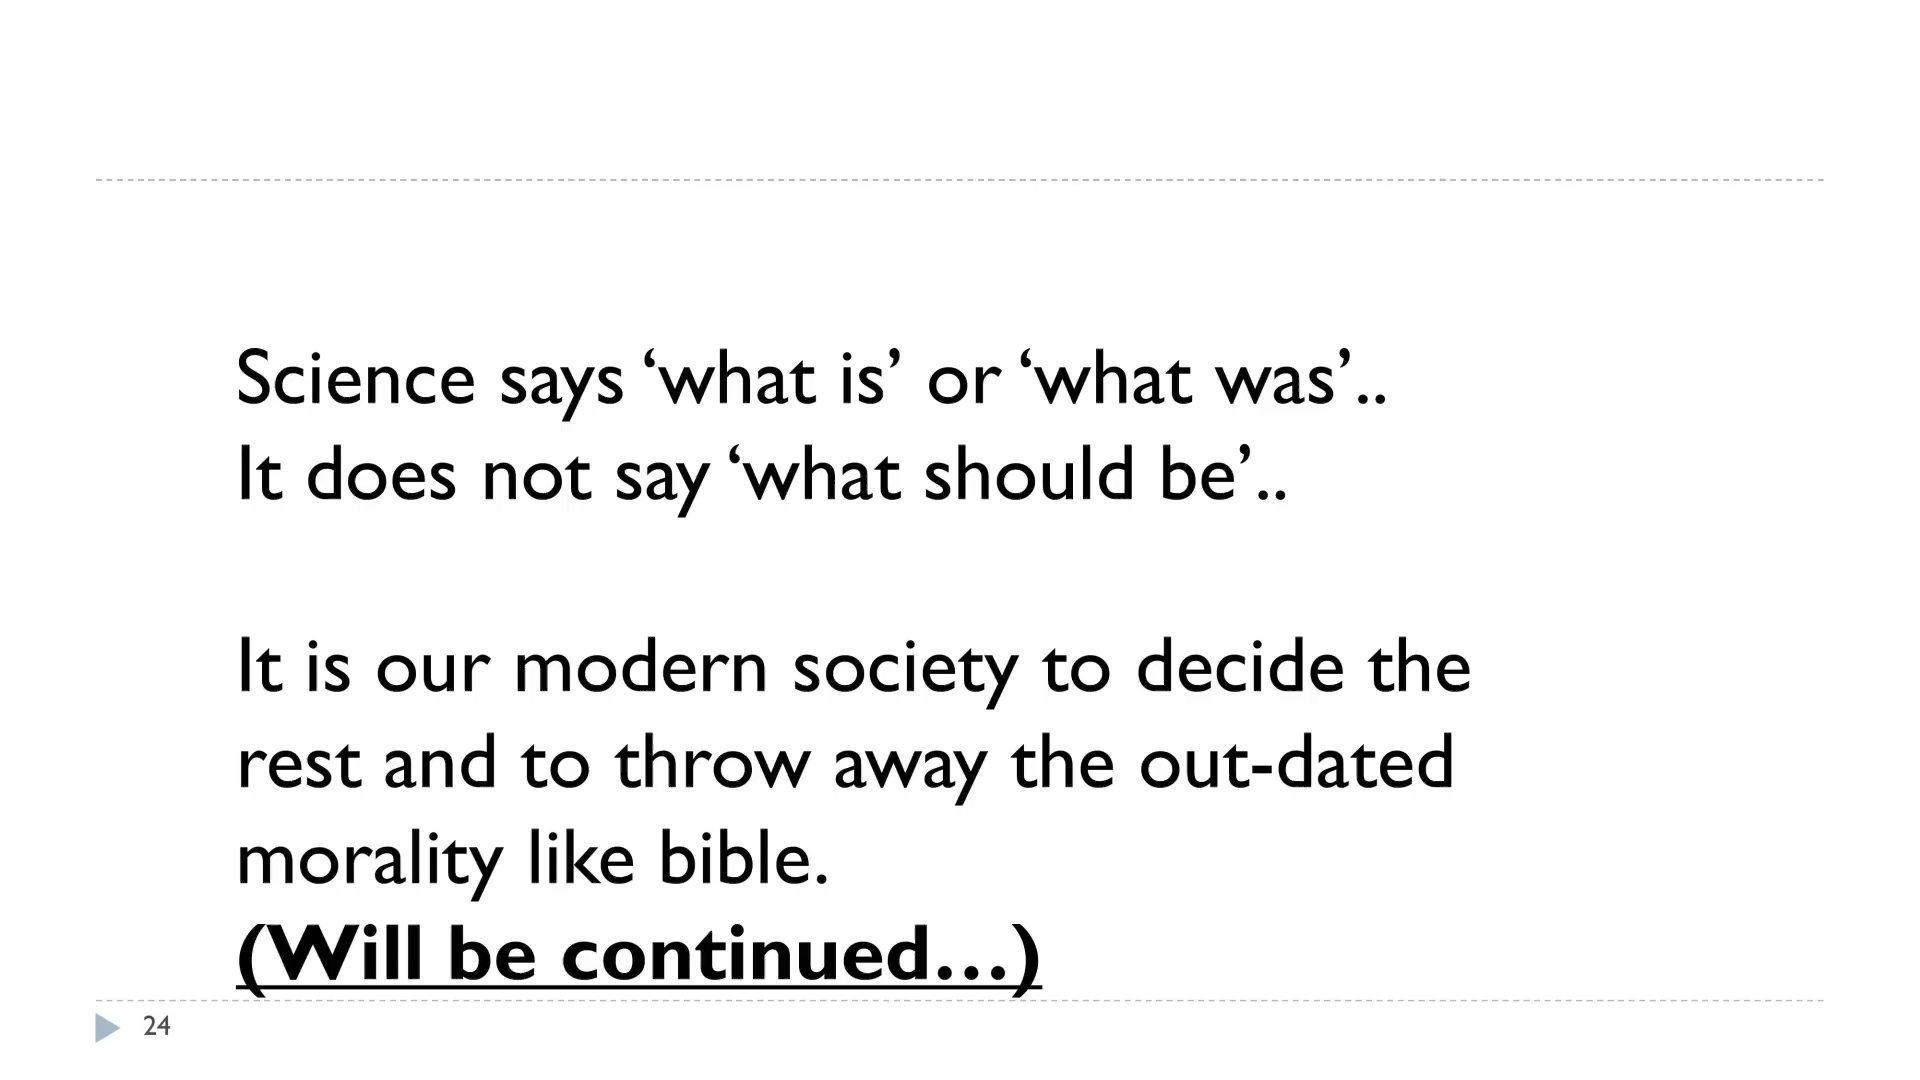 Science says ‘what is’ or ‘what was’..
It does not say ‘what should be’..
It is our modern society to decide the
rest and to throw away the out-dated
morality like bible.
(Will be continued…)
24